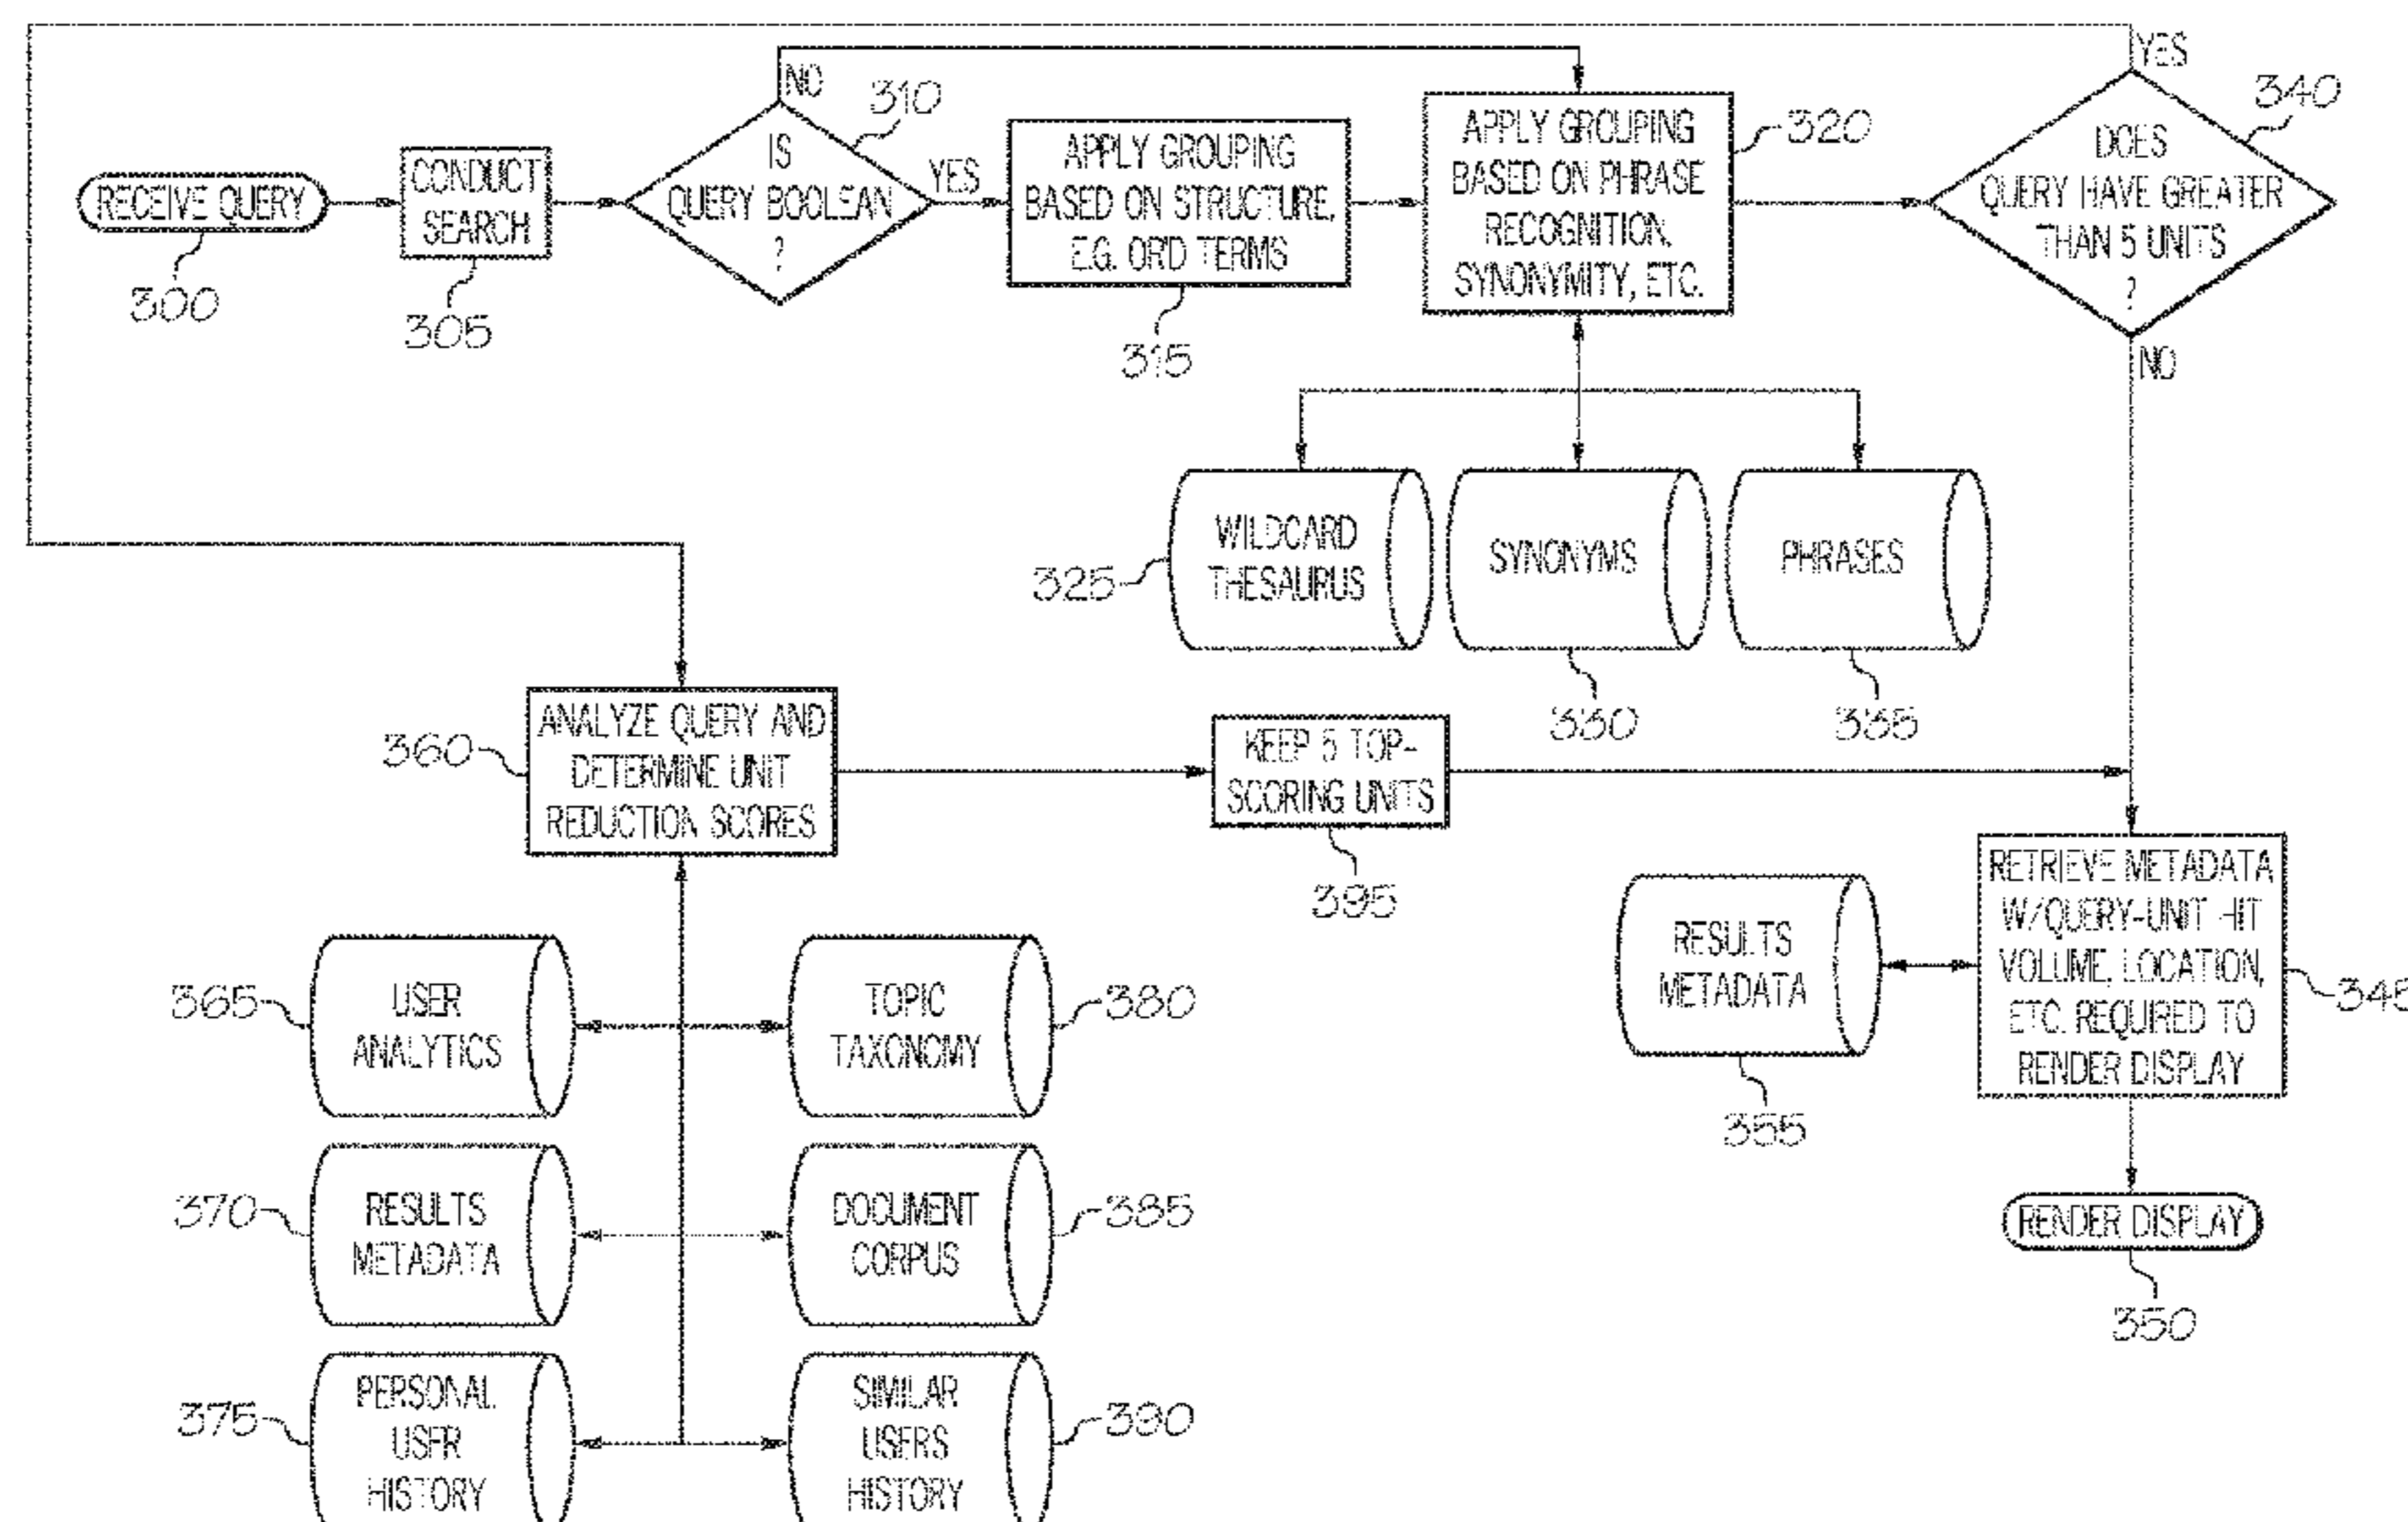 RECEIVE QUERY
300
CONDUCT
SEARCH
305
NO
IS
QUERY BOOLEAN
?
310
YES
APPLY GROUPING
BASED ON STRUCTURE,
E.G. OR'D TERMS
315
APPLY GROUPING
BASED ON PHRASE
RECOGNITION,
SYNONYMITY, ETC.
320
YES
DOES
QUERY HAVE GREATER
THAN 5 UNITS
?
340
NO
WILDCARD
THESAURUS
325
SYNONYMS
330
PHRASES
335
ANALYZE QUERY AND
DETERMINE UNIT
REDUCTION SCORES
360
KEEP 5 TOP-
SCORING UNITS
395
RETRIEVE METADATA
W/QUERY-UNIT HIT
VOLUME, LOCATION,
ETC. REQUIRED TO
RENDER DISPLAY
345
RESULTS
METADATA
355
RENDER DISPLAY
350
USER
ANALYTICS
365
TOPIC
TAXONOMY
380
RESULTS
METADATA
370
DOCUMENT
CORPUS
385
PERSONAL
USER
HISTORY
375
SIMILAR
USERS
HISTORY
390